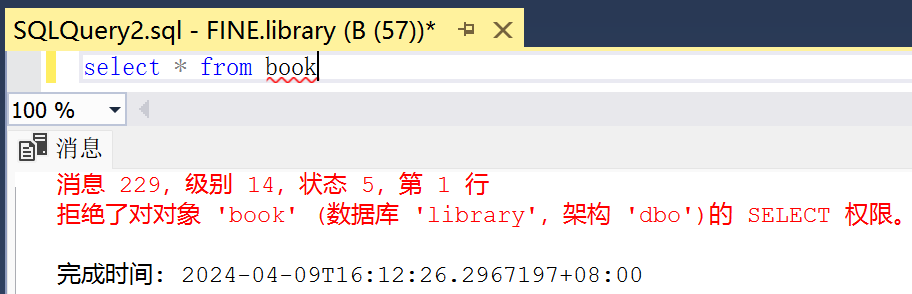 SQLQuery2.sql - FINE.library (B (57))*
select * from book
100 %
消息
消息 229，级别 14，状态 5，第 1 行
拒绝了对对象 'book' (数据库 'library'，架构 'dbo')的 SELECT 权限。
完成时间: 2024-04-09T16:12:26.2967197+08:00